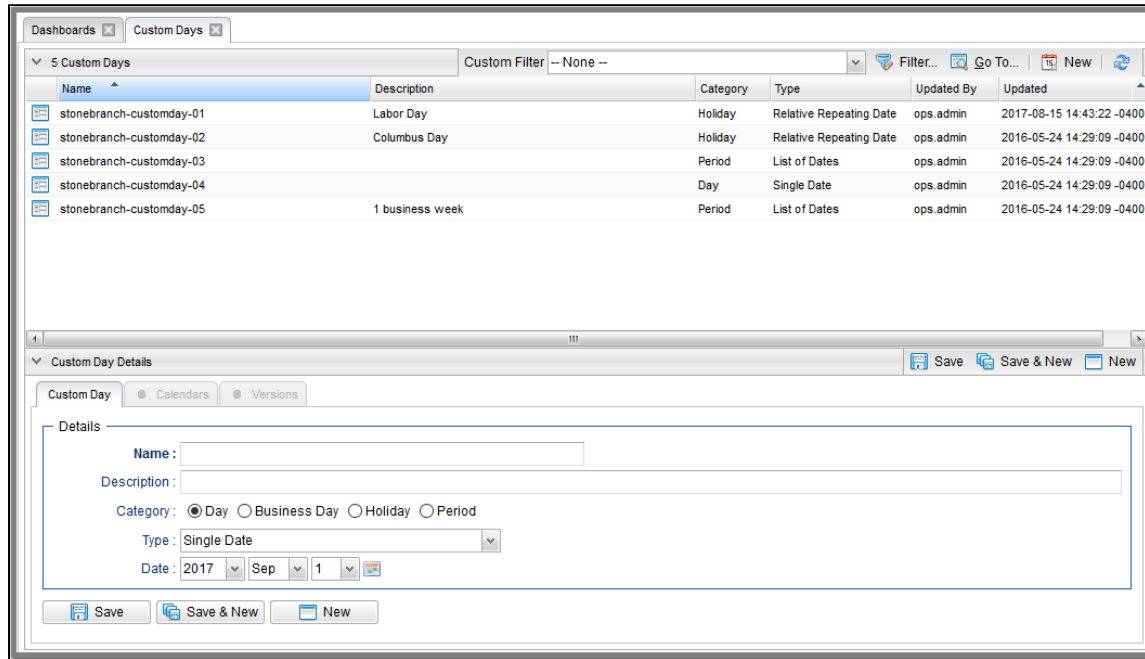 Dashboards Custom Days
5 Custom Days Custom Filter -- None -- Filter... Go To... 15 New
Name Description Category Type Updated By Updated
stonebranch-customday-01 Labor Day Holiday Relative Repeating Date ops.admin 2017-08-15 14:43:22 -0400
stonebranch-customday-02 Columbus Day Holiday Relative Repeating Date ops.admin 2016-05-24 14:29:09 -0400
stonebranch-customday-03 Period List of Dates ops.admin 2016-05-24 14:29:09 -0400
stonebranch-customday-04 Day Single Date ops.admin 2016-05-24 14:29:09 -0400
stonebranch-customday-05 1 business week Period List of Dates ops.admin 2016-05-24 14:29:09 -0400
Custom Day Details Save Save & New New
Custom Day Calendars Versions
Details
Name :
Description :
Category : Day Business Day Holiday Period
Type : Single Date
Date : 2017 Sep 1
Save Save & New New